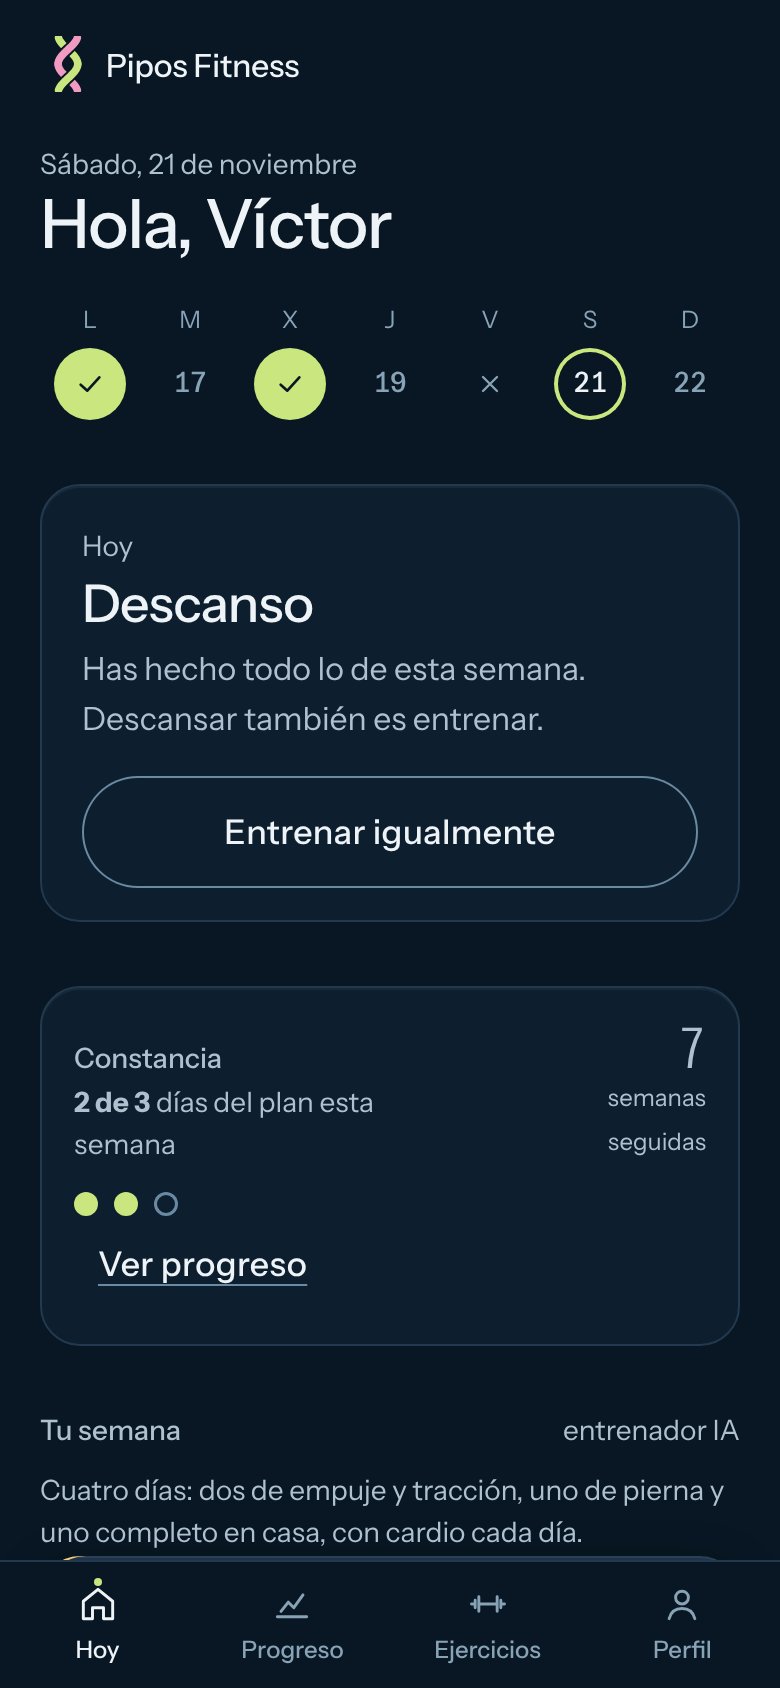 Pipos Fitness
Sábado, 21 de noviembre
Hola, Víctor
L M X J V S D
17 19 21 22
Hoy
Descanso
Has hecho todo lo de esta semana.
Descansar también es entrenar.
Entrenar igualmente
Constancia
2 de 3 días del plan esta
semana
7
semanas
seguidas
Ver progreso
Tu semana
entrenador IA
Cuatro días: dos de empuje y tracción, uno de pierna y
uno completo en casa, con cardio cada día.
Hoy
Progreso
Ejercicios
Perfil